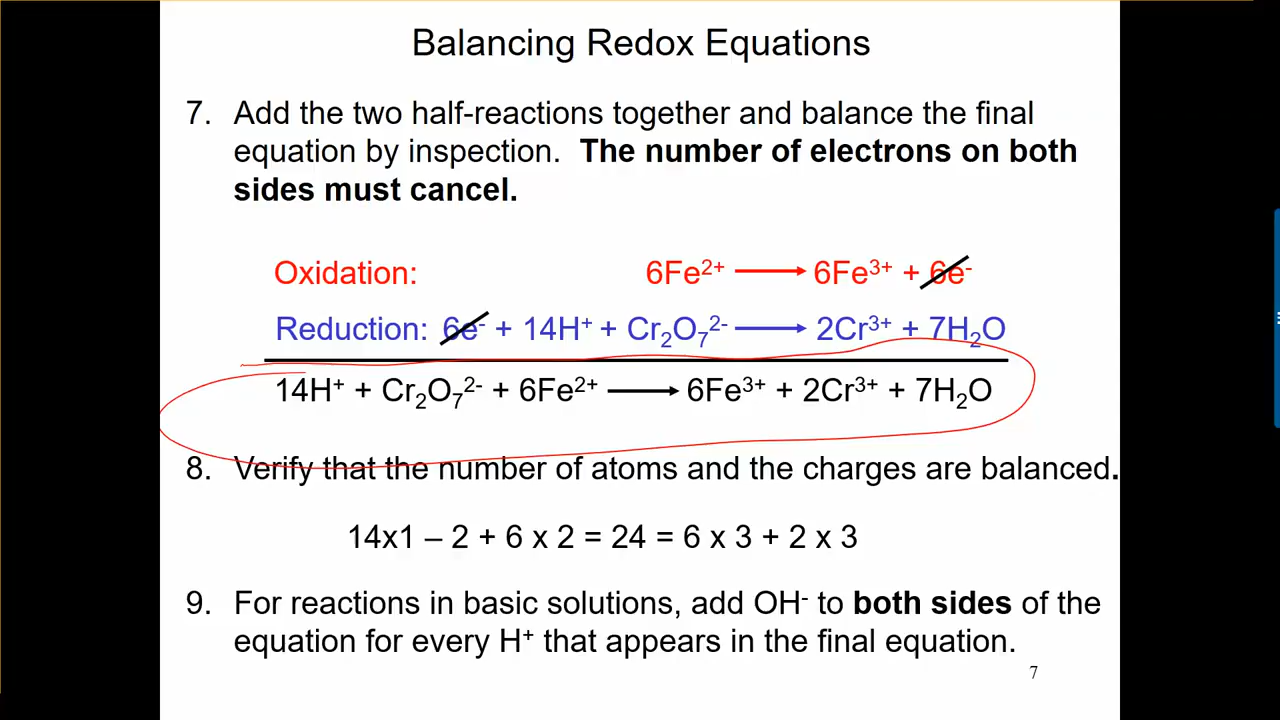 Balancing Redox Equations
7. Add the two half-reactions together and balance the final
equation by inspection. The number of electrons on both
sides must cancel.
Oxidation: 6Fe²⁺ ⟶ 6Fe³⁺ + 6e⁻
Reduction: 6e⁻ + 14H⁺ + Cr₂O₇²⁻ ⟶ 2Cr³⁺ + 7H₂O
14H⁺ + Cr₂O₇²⁻ + 6Fe²⁺ ⟶ 6Fe³⁺ + 2Cr³⁺ + 7H₂O
8. Verify that the number of atoms and the charges are balanced.
14x1 – 2 + 6 x 2 = 24 = 6 x 3 + 2 x 3
9. For reactions in basic solutions, add OH⁻ to both sides of the
equation for every H⁺ that appears in the final equation.
7